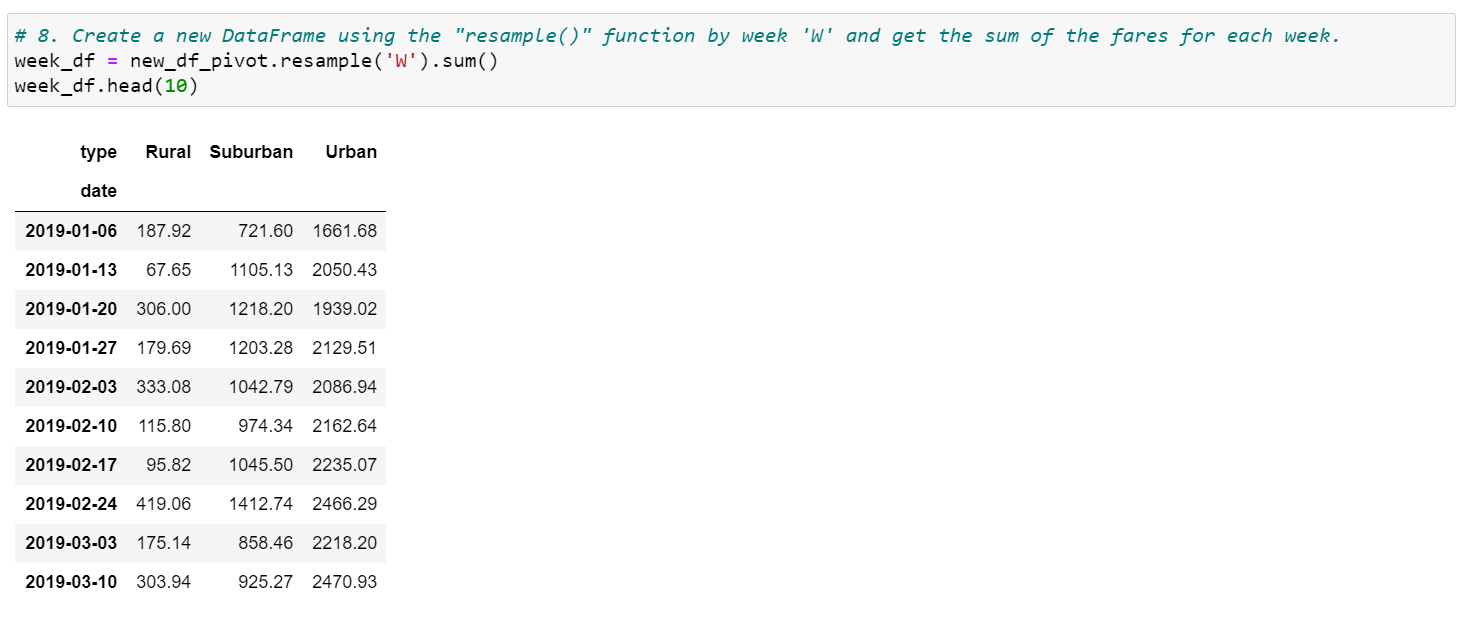 # 8. Create a new DataFrame using the "resample()" function by week 'W' and get the sum of the fares for each week.
week_df = new_df_pivot.resample('W').sum()
week_df.head(10)
type Rural Suburban Urban
date
2019-01-06 187.92 721.60 1661.68
2019-01-13 67.65 1105.13 2050.43
2019-01-20 306.00 1218.20 1939.02
2019-01-27 179.69 1203.28 2129.51
2019-02-03 333.08 1042.79 2086.94
2019-02-10 115.80 974.34 2162.64
2019-02-17 95.82 1045.50 2235.07
2019-02-24 419.06 1412.74 2466.29
2019-03-03 175.14 858.46 2218.20
2019-03-10 303.94 925.27 2470.93